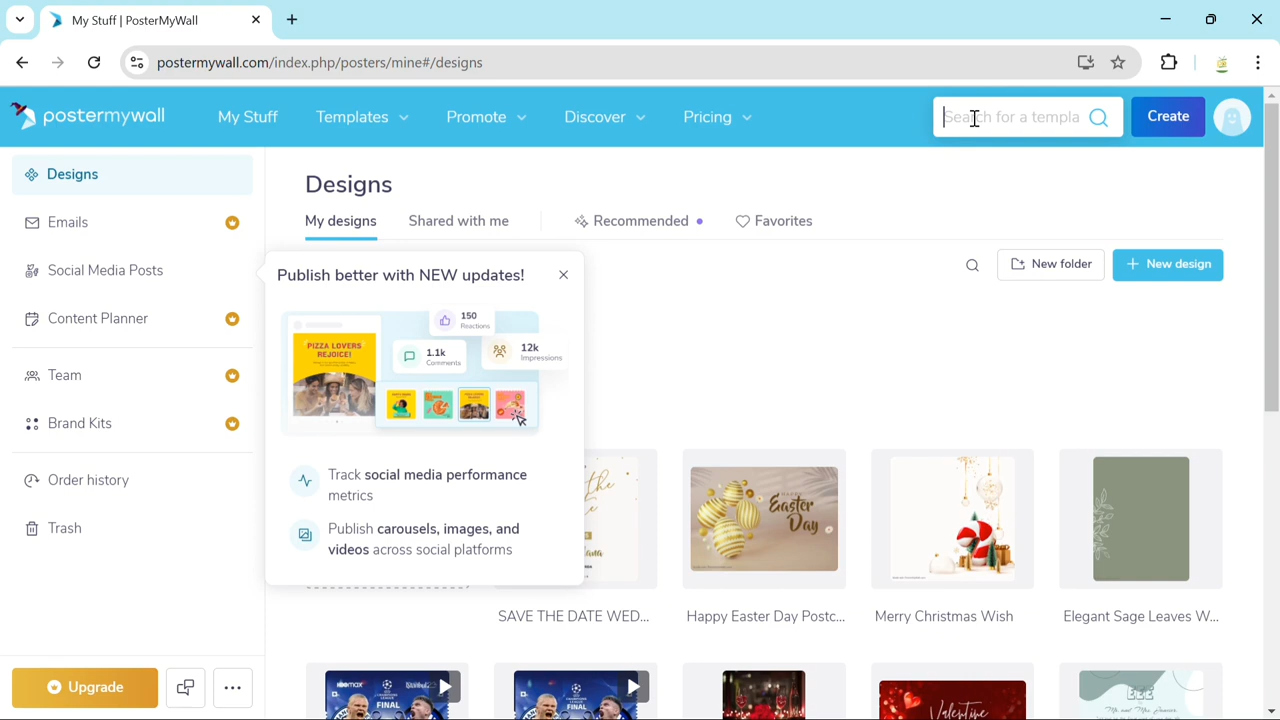 My Stuff | PosterMyWall
postermywall.com/index.php/posters/mine#/designs
postermywall
My Stuff
Templates
Promote
Discover
Pricing
Search for a templa
Create
Designs
Emails
Social Media Posts
Content Planner
Team
Brand Kits
Order history
Trash
Upgrade
Designs
My designs
Shared with me
Recommended
Favorites
New folder
New design
Publish better with NEW updates!
PIZZA LOVERS
REJOICE!
150
Reactions
1.1k
Comments
12k
Impressions
Track social media performance
metrics
Publish carousels, images, and
videos across social platforms
Easter
Day
SAVE THE DATE WED...
Happy Easter Day Postc...
Merry Christmas Wish
Elegant Sage Leaves W...
CHAMPIONS
LEAGUE
FINAL
CHAMPIONS
LEAGUE
FINAL
Valentine